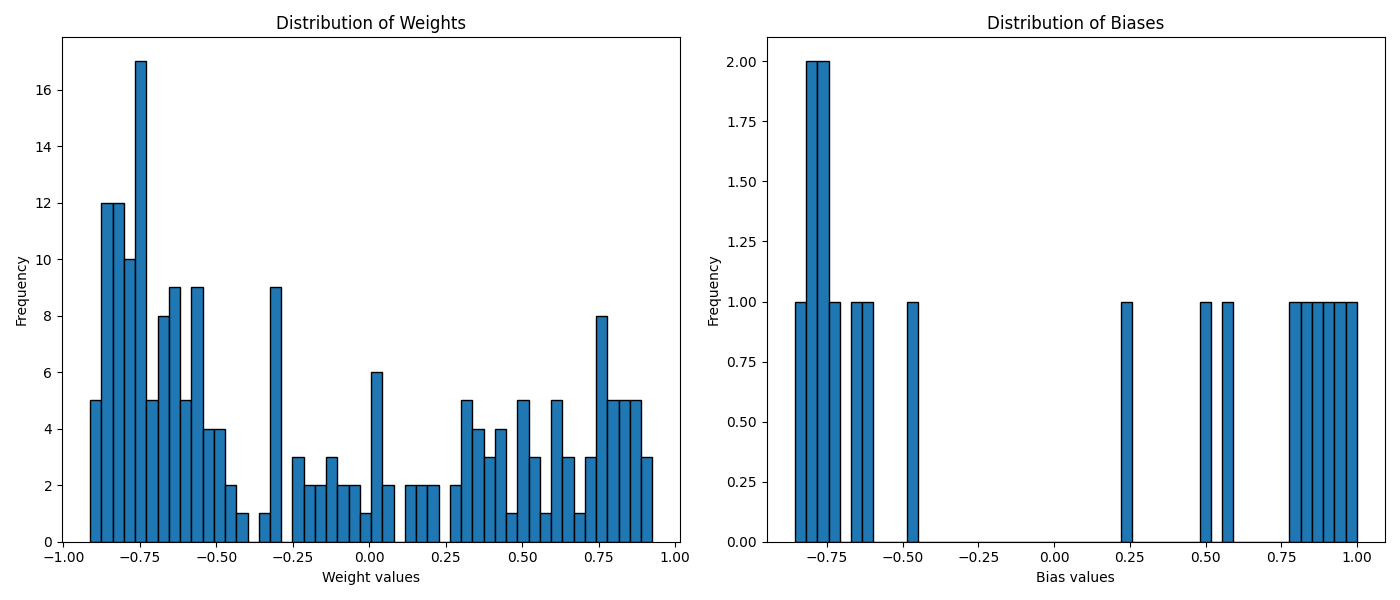 Distribution of Weights
Frequency
16
14
12
10
8
6
4
2
0
−1.00 −0.75 −0.50 −0.25 0.00 0.25 0.50 0.75 1.00
Weight values
Distribution of Biases
Frequency
2.00
1.75
1.50
1.25
1.00
0.75
0.50
0.25
0.00
−0.75 −0.50 −0.25 0.00 0.25 0.50 0.75 1.00
Bias values